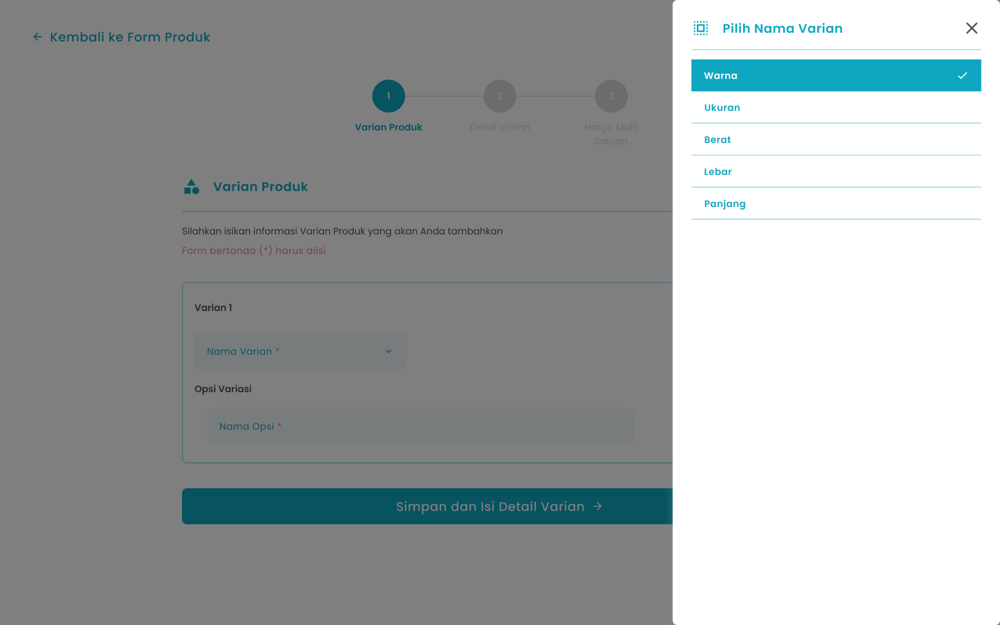 Kembali ke Form Produk
1
2
3
Varian Produk
Detail Varian
Harga Multi
Satuan
Varian Produk
Silahkan isikan informasi Varian Produk yang akan Anda tambahkan
Form bertanda (*) harus diisi
Varian 1
Nama Varian *
Opsi Variasi
Nama Opsi *
Simpan dan Isi Detail Varian
Pilih Nama Varian
Warna
Ukuran
Berat
Lebar
Panjang